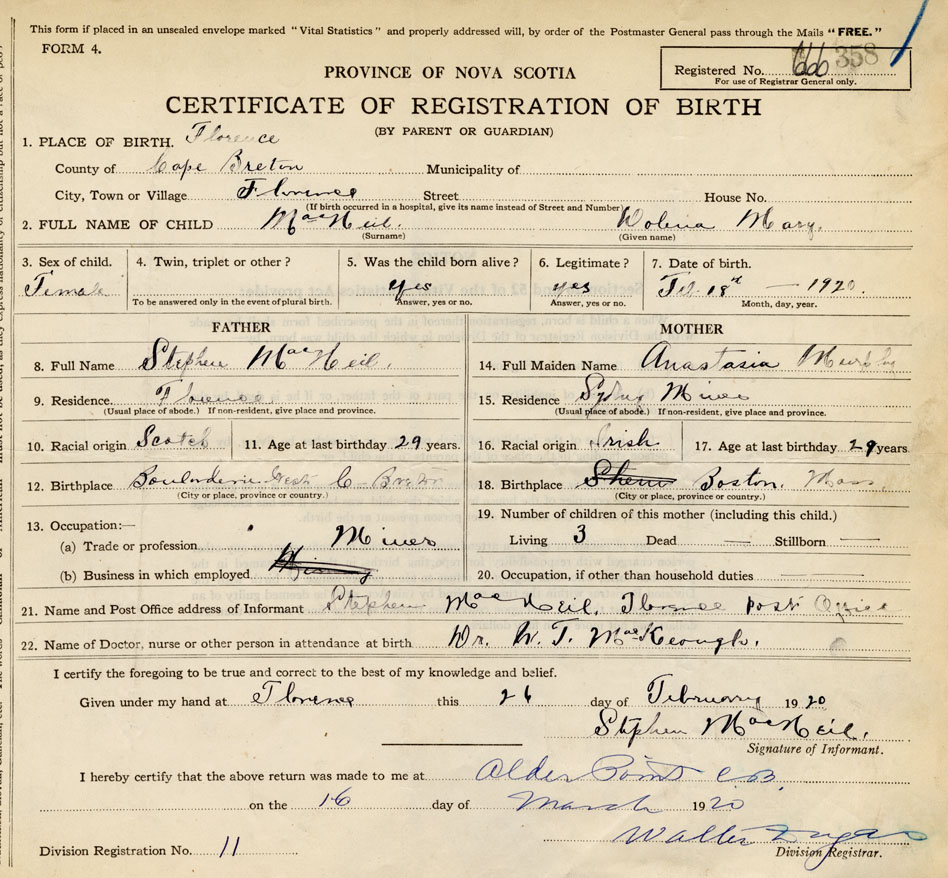 This form if placed in an unsealed envelope marked "Vital Statistics" and properly addressed will, by order of the Postmaster General pass through the Mails "FREE."
FORM 4.
Registered No. 358
For use of Registrar General only.
PROVINCE OF NOVA SCOTIA
CERTIFICATE OF REGISTRATION OF BIRTH
(BY PARENT OR GUARDIAN)
1. PLACE OF BIRTH. Florence
County of Cape Breton Municipality of
City, Town or Village Florence Street House No.
(If birth occurred in a hospital, give its name instead of Street and Number)
2. FULL NAME OF CHILD MacNeil Dolena Mary.
(Surname) (Given name)
3. Sex of child. 4. Twin, triplet or other? 5. Was the child born alive? 6. Legitimate? 7. Date of birth.
Female yes yes Feb. 18 — 1920
To be answered only in the event of plural birth. Answer, yes or no. Answer, yes or no. Month, day, year.
FATHER MOTHER
8. Full Name Stephen MacNeil. 14. Full Maiden Name Anastasia Murphy
9. Residence. Florence 15. Residence Sydney Mines
(Usual place of abode.) If non-resident, give place and province. (Usual place of abode.) If non-resident, give place and province.
10. Racial origin Scotch 11. Age at last birthday 29 years. 16. Racial origin Irish 17. Age at last birthday 29 years
12. Birthplace Boularderie West C- Breton 18. Birthplace Boston, Mass
(City or place, province or country.) (City or place, province or country.)
13. Occupation:— 19. Number of children of this mother (including this child.)
(a) Trade or profession Miner Living 3 Dead — Stillborn —
(b) Business in which employed Mining 20. Occupation, if other than household duties —
21. Name and Post Office address of Informant Stephen MacNeil, Florence Post Office
22. Name of Doctor, nurse or other person in attendance at birth Dr. W. T. MacKeough.
I certify the foregoing to be true and correct to the best of my knowledge and belief.
Given under my hand at Florence this 26 day of February 1920
Stephen MacNeil.
Signature of Informant.
I hereby certify that the above return was made to me at Alder Point C.B.
on the 16 day of March 1920
Walter
Division Registration No. 11 Division Registrar.